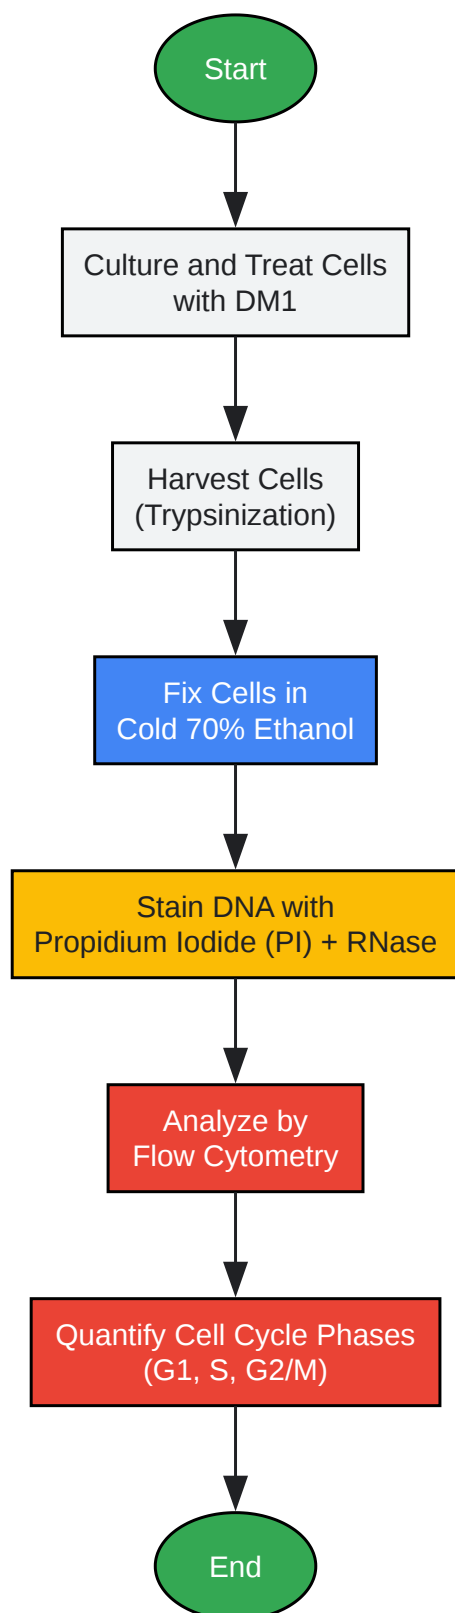 Start
Culture and Treat Cells
with DM1
Harvest Cells
(Trypsinization)
Fix Cells in
Cold 70% Ethanol
Stain DNA with
Propidium Iodide (PI) + RNase
Analyze by
Flow Cytometry
Quantify Cell Cycle Phases
(G1, S, G2/M)
End